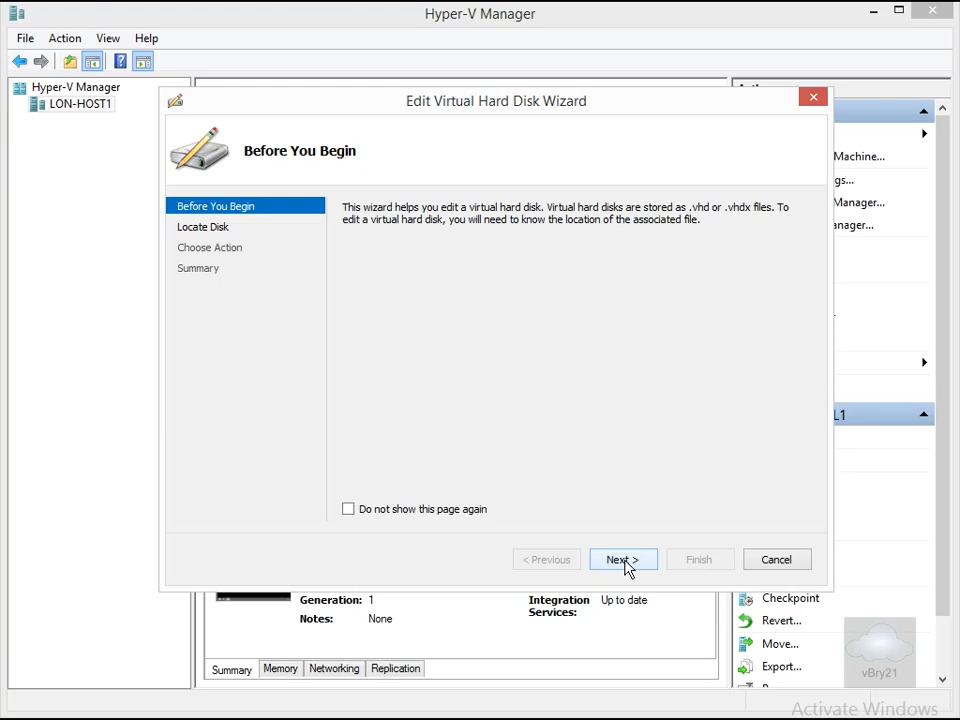 Hyper-V Manager
File Action View Help
Hyper-V Manager
LON-HOST1
Edit Virtual Hard Disk Wizard
Before You Begin
Before You Begin
Locate Disk
Choose Action
Summary
This wizard helps you edit a virtual hard disk. Virtual hard disks are stored as .vhd or .vhdx files. To
edit a virtual hard disk, you will need to know the location of the associated file.
Do not show this page again
< Previous Next > Finish Cancel
Machine...
gs...
Manager...
anager...
L1
Generation: 1
Notes: None
Integration Up to date
Services:
Summary Memory Networking Replication
Checkpoint
Revert...
Move...
Export...
vBry21
Activate Windows